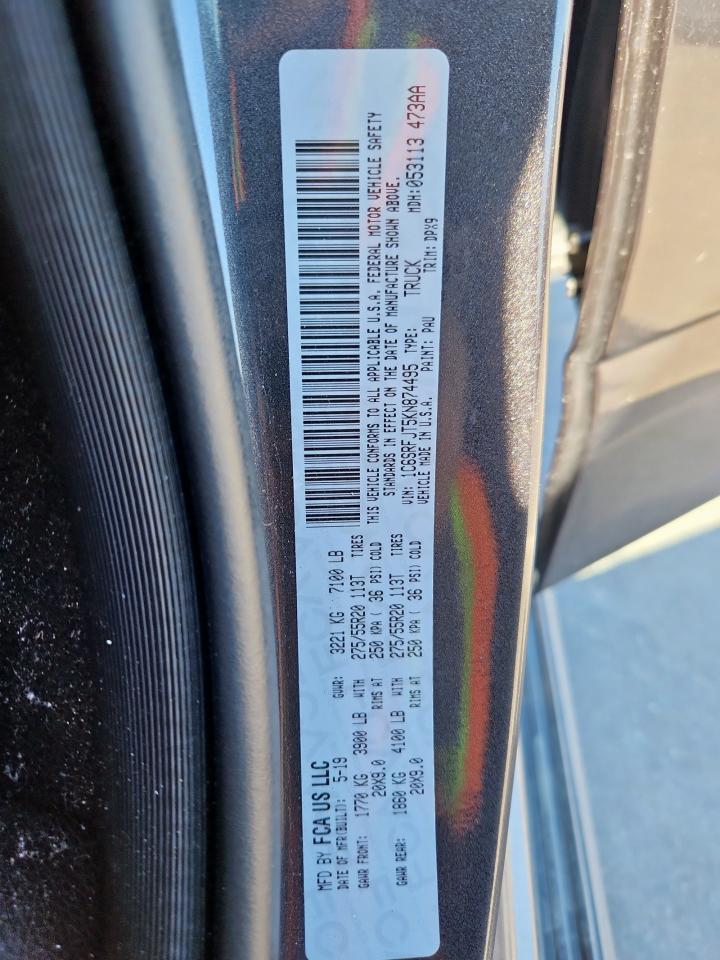 MFD BY FCA US LLC
DATE OF MFR(BUILT): 5-19 GVWR: 3221 KG 7100 LB
GAWR FRONT: 1770 KG 3900 LB WITH 275/55R20 113T TIRES
20X9.0 RIMS AT 250 KPA ( 36 PSI) COLD
GAWR REAR: 1860 KG 4100 LB WITH 275/55R20 113T TIRES
20X9.0 RIMS AT 250 KPA ( 36 PSI) COLD
THIS VEHICLE CONFORMS TO ALL APPLICABLE U.S.A. FEDERAL MOTOR VEHICLE SAFETY
STANDARDS IN EFFECT ON THE DATE OF MANUFACTURE SHOWN ABOVE.
VIN: 1C6SRFJT5KN874495 TYPE: TRUCK MDH:053113 473AA
VEHICLE MADE IN U.S.A. PAINT: PAU TRIM: DPX9